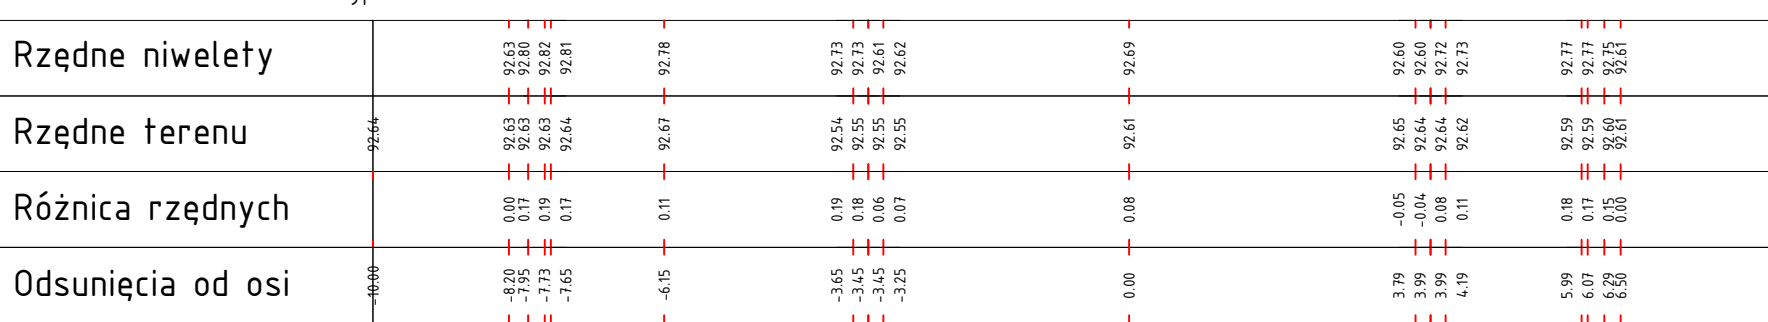 Rzędne niwelety 92.63 92.80 92.82 92.81 92.78 92.73 92.73 92.61 92.62 92.69 92.60 92.60 92.72 92.73 92.77 92.77 92.75 92.61
Rzędne terenu 92.64 92.63 92.63 92.63 92.64 92.67 92.54 92.55 92.55 92.55 92.61 92.65 92.64 92.64 92.62 92.59 92.59 92.60 92.61
Różnica rzędnych 0.00 0.17 0.19 0.17 0.11 0.19 0.18 0.06 0.07 0.08 -0.05 -0.04 0.08 0.11 0.18 0.17 0.15 0.00
Odsunięcia od osi -10.00 -8.20 -7.95 -7.73 -7.65 -6.15 -3.65 -3.45 -3.45 -3.25 0.00 3.79 3.99 3.99 4.19 5.99 6.07 6.29 6.50